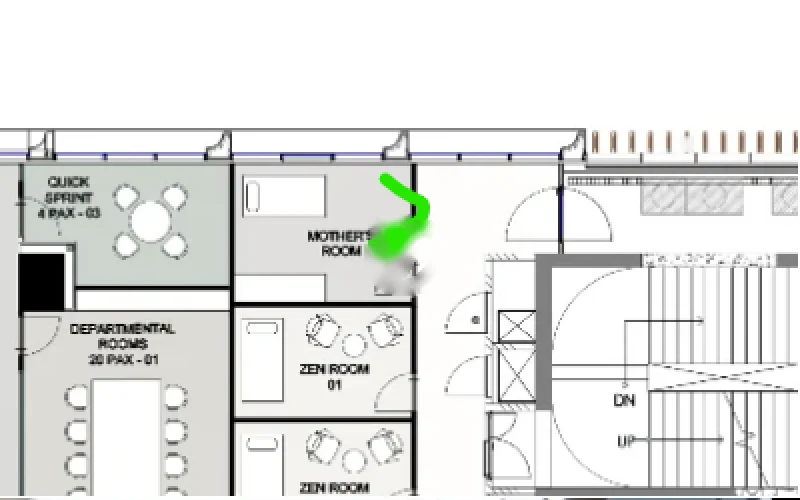 QUICK
SPRINT
4 PAX - 03
MOTHER'S
ROOM
DEPARTMENTAL
ROOMS
20 PAX - 01
ZEN ROOM
01
DN
UP
ZEN ROOM